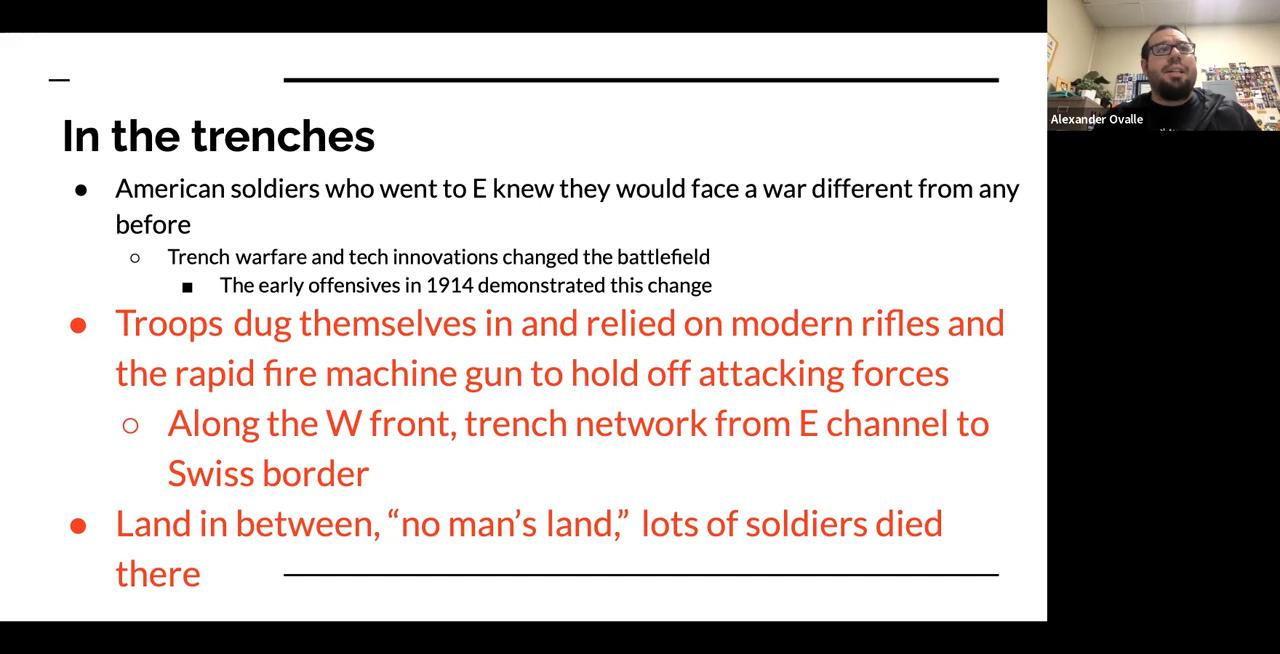 In the trenches
● American soldiers who went to E knew they would face a war different from any
before
○ Trench warfare and tech innovations changed the battlefield
■ The early offensives in 1914 demonstrated this change
● Troops dug themselves in and relied on modern rifles and
the rapid fire machine gun to hold off attacking forces
○ Along the W front, trench network from E channel to
Swiss border
● Land in between, “no man’s land,” lots of soldiers died
there
Alexander Ovalle